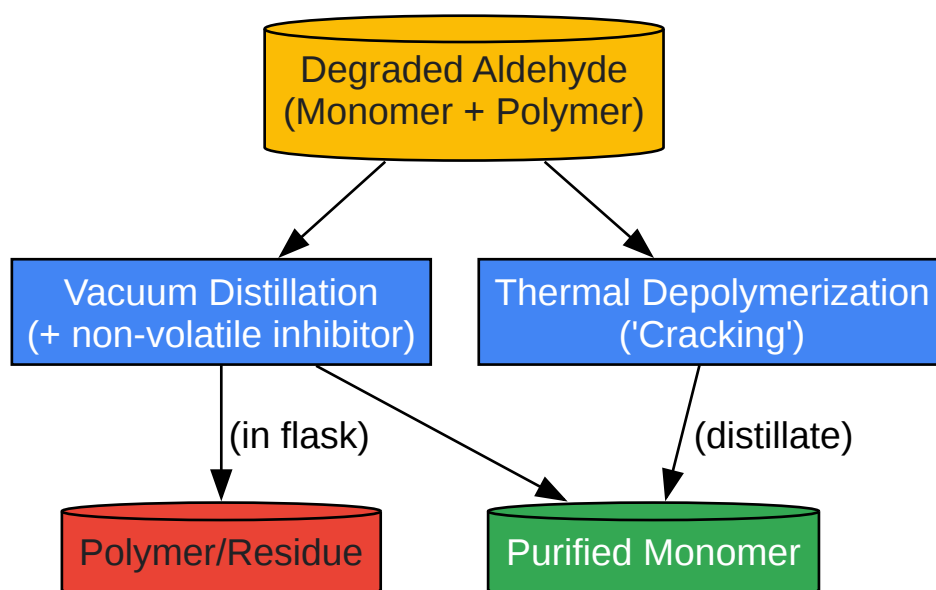 Degraded Aldehyde
(Monomer + Polymer)
Vacuum Distillation
(+ non-volatile inhibitor)
Thermal Depolymerization
('Cracking')
(in flask)
(distillate)
Polymer/Residue
Purified Monomer